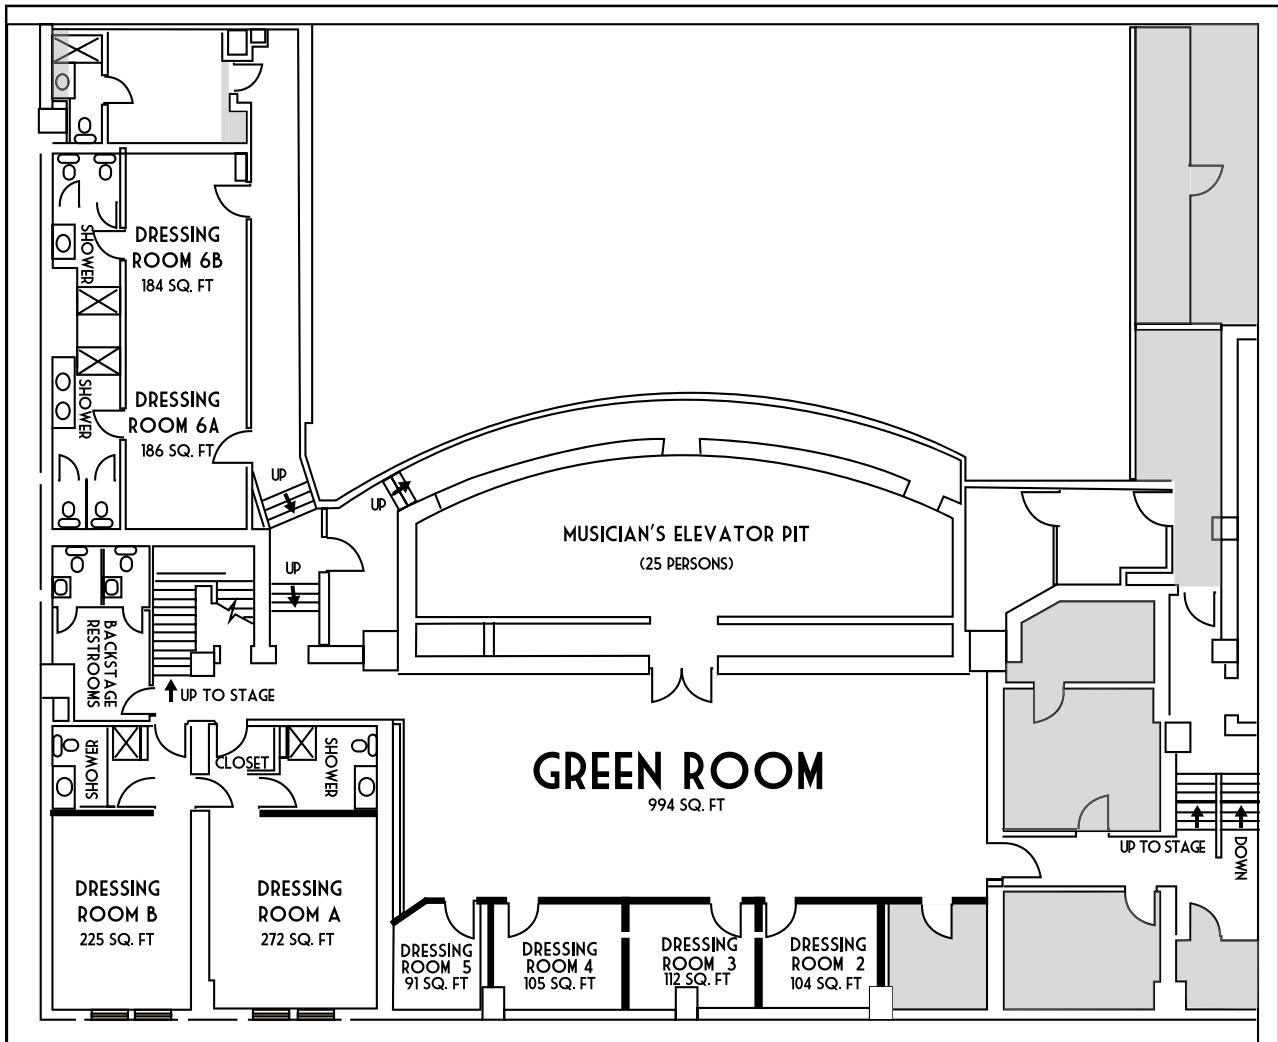 DRESSING
ROOM 6B
184 SQ. FT
SHOWER
DRESSING
ROOM 6A
186 SQ. FT
SHOWER
UP
UP
UP
MUSICIAN'S ELEVATOR PIT
(25 PERSONS)
BACKSTAGE
RESTROOMS
UP TO STAGE
SHOWER
CLOSET
SHOWER
GREEN ROOM
994 SQ. FT
UP TO STAGE
DOWN
DRESSING
ROOM B
225 SQ. FT
DRESSING
ROOM A
272 SQ. FT
DRESSING
ROOM 5
91 SQ. FT
DRESSING
ROOM 4
105 SQ. FT
DRESSING
ROOM 3
112 SQ. FT
DRESSING
ROOM 2
104 SQ. FT